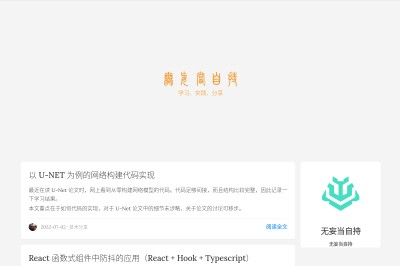 無妄當自持
学习、实践、分享
以 U-NET 为例的网络构建代码实现
最近在讲 U-Net 论文时，网上看到从零构建网络模型的代码。代码足够间接，而且结构比较完整，因此记录一
下学习结果。
本文重点在于如何代码的实现，对于 U-Net 论文中的细节未涉略，关于论文的讨论可移步。
2022-01-02 · 技术分享
阅读全文
无妄当自持
无妄当自持
React 函数式组件中防抖的应用（React + Hook + Typescript）